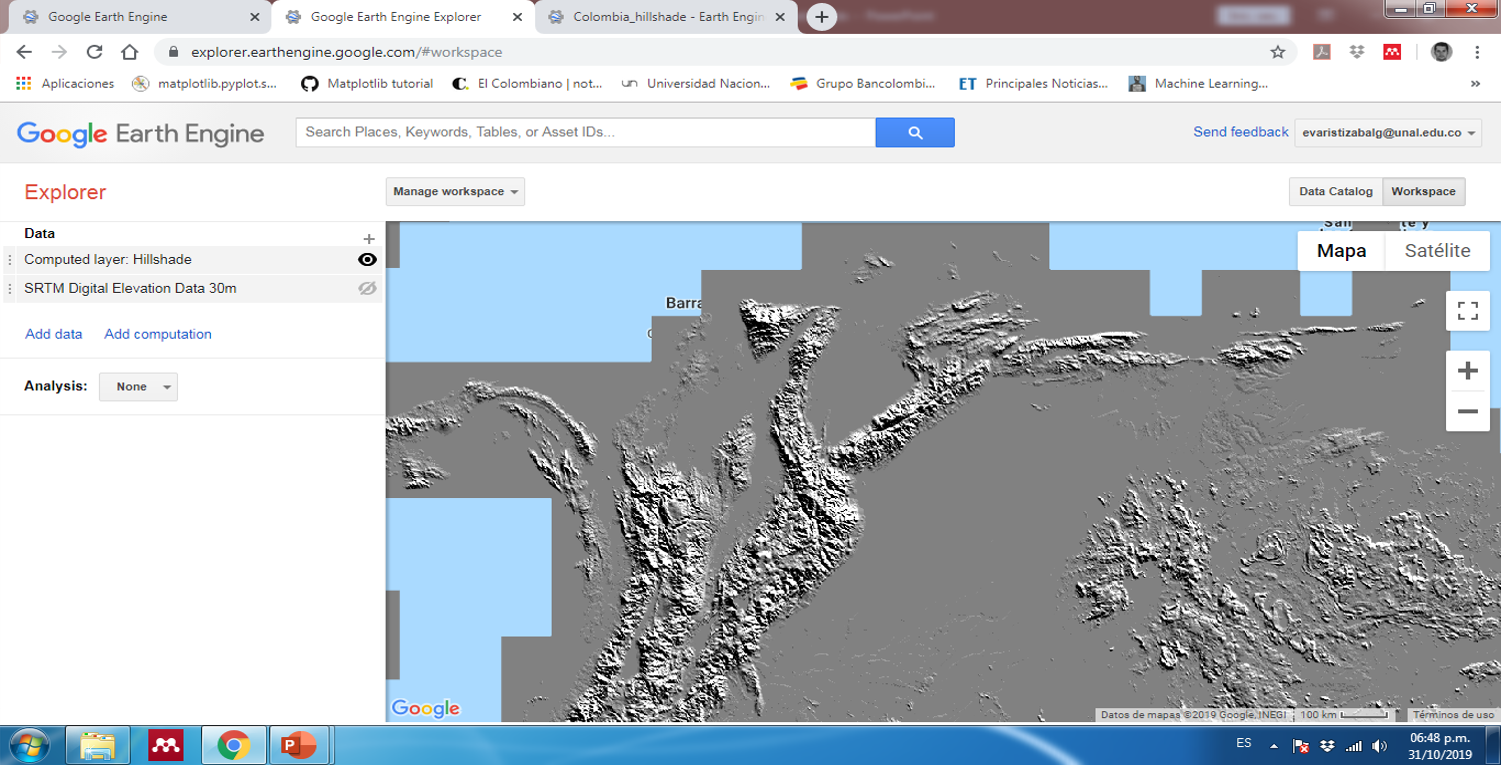 Google Earth Engine
Google Earth Engine Explorer
Colombia_hillshade - Earth Engin
explorer.earthengine.google.com/#workspace
Aplicaciones
matplotlib.pyplot.s...
Matplotlib tutorial
El Colombiano | not...
Universidad Nacion...
Grupo Bancolombi...
ET
Principales Noticias...
Machine Learning...
»
Google Earth Engine
Search Places, Keywords, Tables, or Asset IDs...
Send feedback
evaristizabalg@unal.edu.co
Explorer
Manage workspace
Data Catalog
Workspace
Data
Computed layer: Hillshade
SRTM Digital Elevation Data 30m
Add data
Add computation
Analysis:
None
Barra
Mapa
Satélite
Google
Datos de mapas ©2019 Google, INEGI
100 km
Términos de uso
ES
06:48 p.m.
31/10/2019